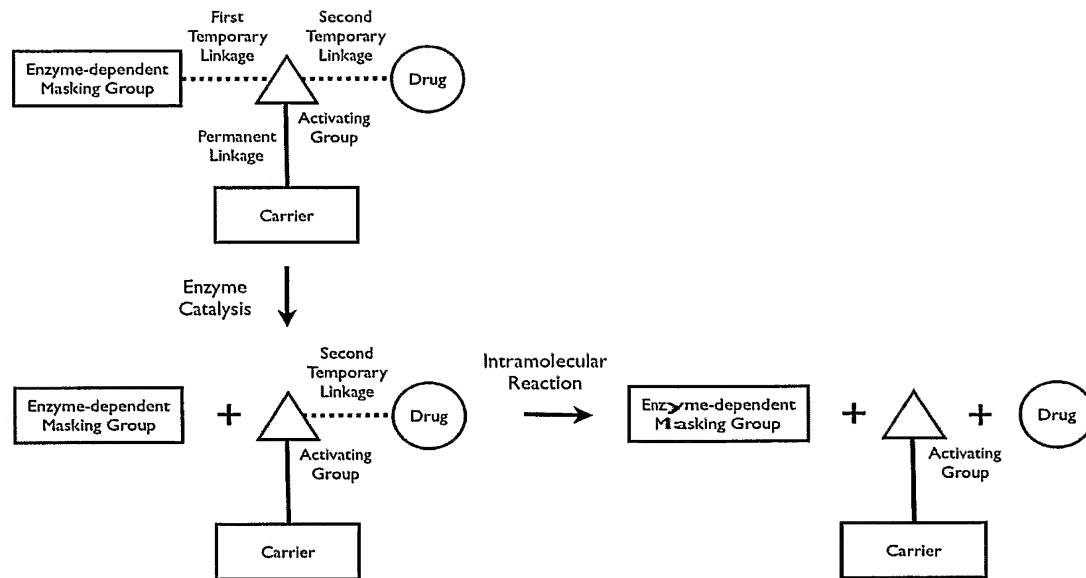 First
Temporary
Linkage
Second
Temporary
Linkage
Enzyme-dependent
Masking Group
Drug
Activating
Group
Permanent
Linkage
Carrier
Enzyme
Catalysis
Second
Temporary
Linkage
Intramolecular
Reaction
Enzyme-dependent
Masking Group
+
Drug
Enzyme-dependent
Masking Group
+
+
Drug
Activating
Group
Activating
Group
Carrier
Carrier